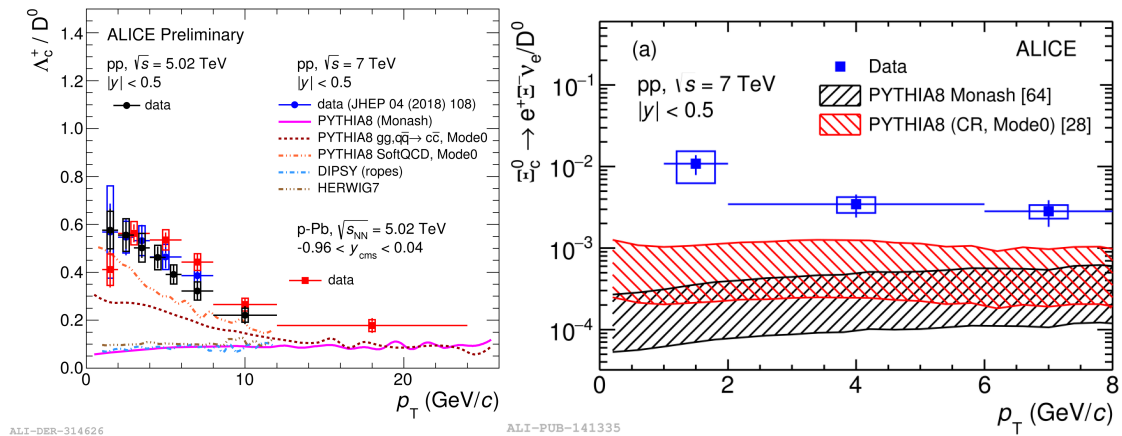 Λc+ / D0
1.4
1.2
1.0
0.8
0.6
0.4
0.2
0.0
ALICE Preliminary
pp, √s = 5.02 TeV
|y| < 0.5
data
pp, √s = 7 TeV
|y| < 0.5
data (JHEP 04 (2018) 108)
PYTHIA8 (Monash)
PYTHIA8 gg,qq̅→ cc̅, Mode0
PYTHIA8 SoftQCD, Mode0
DIPSY (ropes)
HERWIG7
p-Pb, √sNN = 5.02 TeV
-0.96 < ycms < 0.04
data
0 10 20
pT (GeV/c)
ALI-DER-314626
Ξc0 → e+Ξ−νe/D0
10−1
10−2
10−3
10−4
(a)
ALICE
pp, √s = 7 TeV
|y| < 0.5
Data
PYTHIA8 Monash [64]
PYTHIA8 (CR, Mode0) [28]
0 2 4 6 8
pT (GeV/c)
ALI-PUB-141335